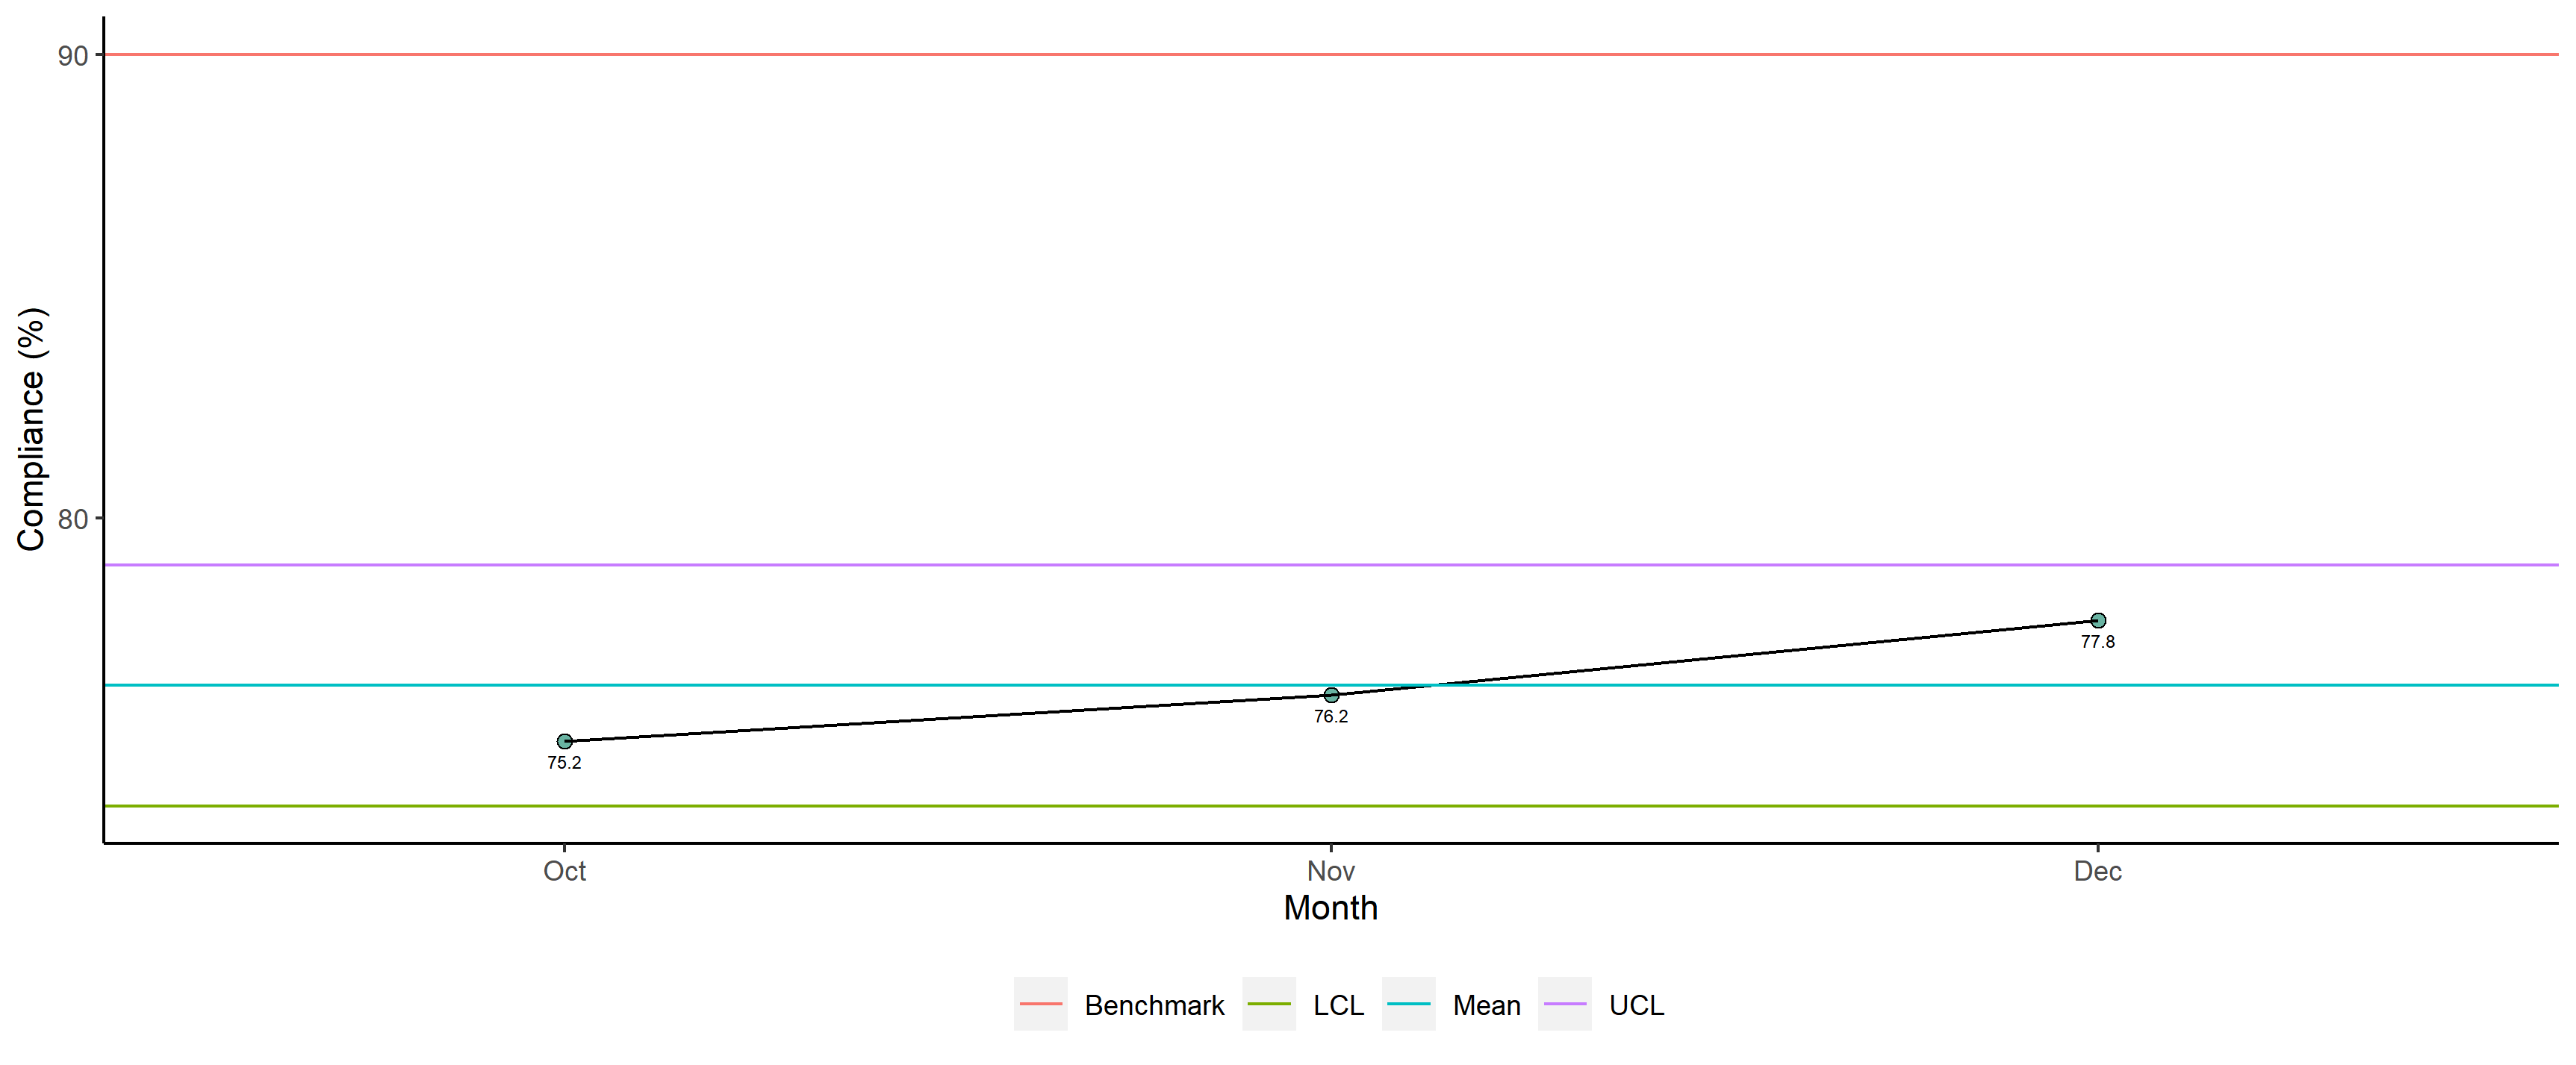 90
80
Compliance (%)
75.2
76.2
77.8
Oct Nov Dec
Month
Benchmark LCL Mean UCL